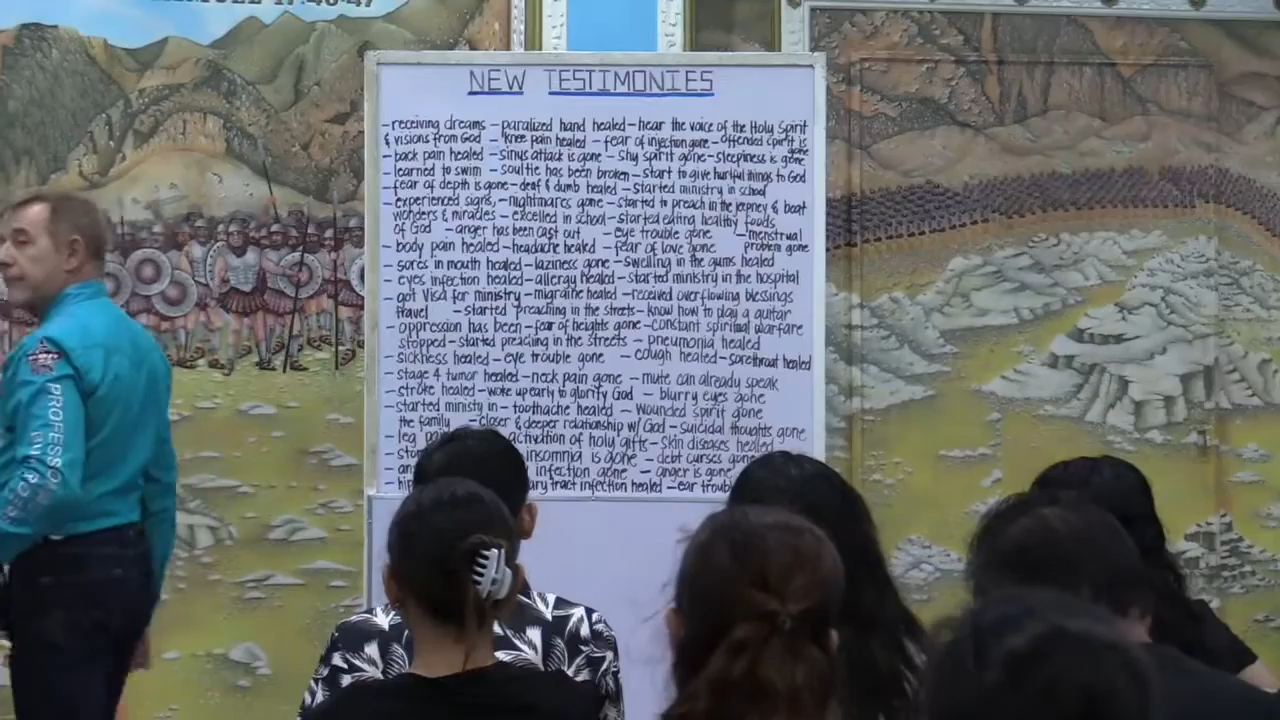 17:46-47
NEW TESTIMONIES
-receiving dreams -paralized hand healed -hear the voice of the Holy Spirit
& visions from God -knee pain healed -fear of injection gone -offended spirit is gone
-back pain healed -sinus attack is gone -shy spirit gone -sleepiness is gone
-learned to swim -soul tie has been broken -start to give hurtful things to God
-fear of depth is gone -deaf & dumb healed -started ministry in school
-experienced signs, -nightmares gone -started to preach in the jeepney & boat
wonders & miracles -excelled in school -started eating healthy foods
of God -anger has been cast out -eye trouble gone -menstrual problem gone
-body pain healed -headache healed -fear of love gone
-sores in mouth healed -laziness gone -swelling in the gums healed
-eyes infection healed -allergy healed -started ministry in the hospital
-got Visa for ministry -migraine healed -received overflowing blessings
travel -started preaching in the streets -know how to play a guitar
-oppression has been -fear of heights gone -constant spiritual warfare
stopped -started preaching in the streets -pneumonia healed
-sickness healed -eye trouble gone -cough healed -sorethroat healed
-stage 4 tumor healed -neck pain gone -mute can already speak
-stroke healed -woke up early to glorify God -blurry eyes gone
-started ministy in -toothache healed -wounded spirit gone
the family -closer & deeper relationship w/ God -suicidal thoughts gone
-leg activation of holy gifts -skin diseases healed
insomnia is gone -debt curses gone
infection gone -anger is gone
tract infection healed -ear
PROFESSIO